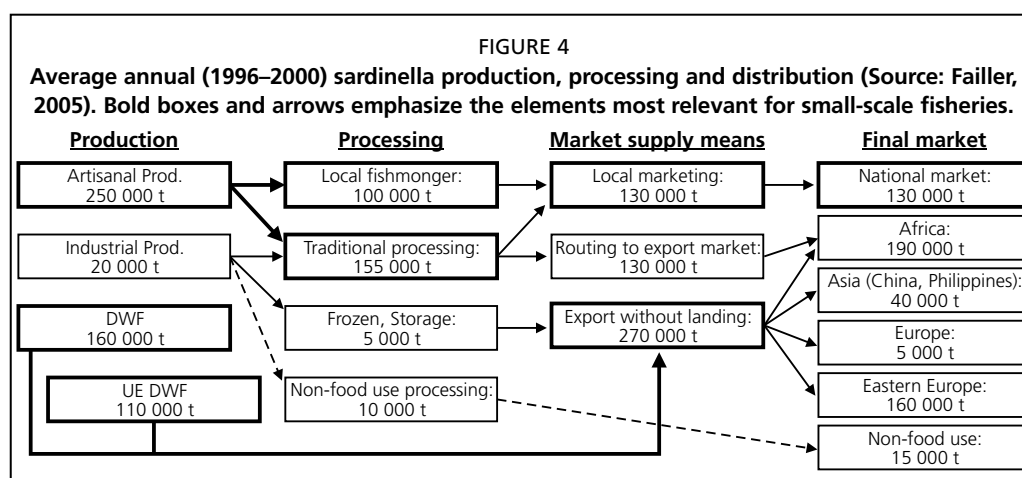 FIGURE 4
Average annual (1996–2000) sardinella production, processing and distribution (Source: Failler,
2005). Bold boxes and arrows emphasize the elements most relevant for small-scale fisheries.
Production
Processing
Market supply means
Final market
Artisanal Prod.
250 000 t
Local fishmonger:
100 000 t
Local marketing:
130 000 t
National market:
130 000 t
Industrial Prod.
20 000 t
Traditional processing:
155 000 t
Routing to export market:
130 000 t
Africa:
190 000 t
Asia (China, Philippines):
40 000 t
DWF
160 000 t
Frozen, Storage:
5 000 t
Export without landing:
270 000 t
Europe:
5 000 t
UE DWF
110 000 t
Non-food use processing:
10 000 t
Eastern Europe:
160 000 t
Non-food use:
15 000 t